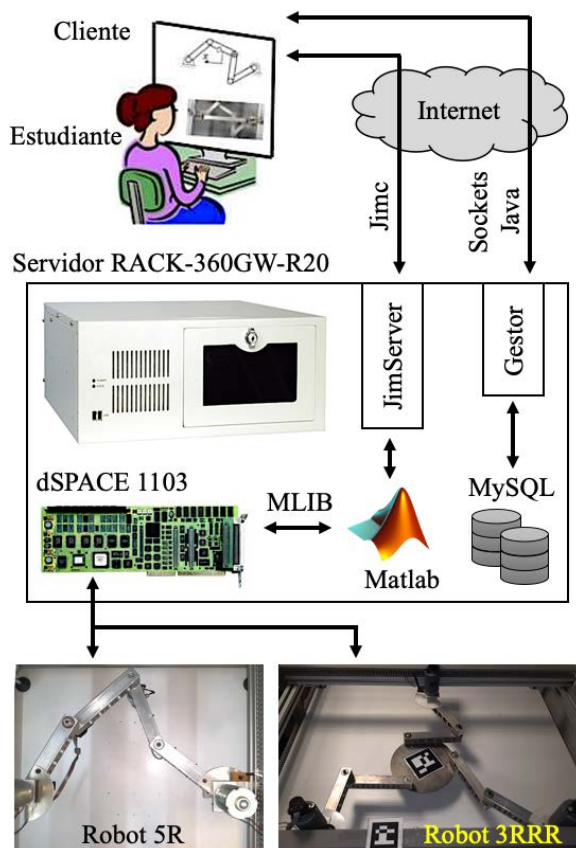 Cliente
Estudiante
Internet
Jimc
Sockets
Java
Servidor RACK-360GW-R20
JimServer
Gestor
dSPACE 1103
MLIB
Matlab
MySQL
Robot 5R
Robot 3RRR